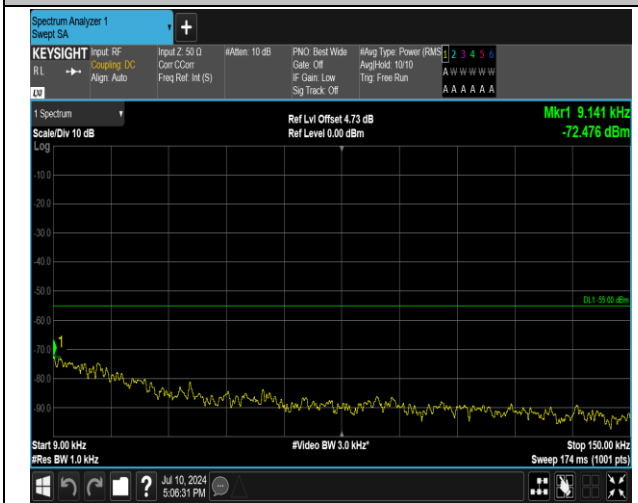 Spectrum Analyzer 1
Swept SA
+
KEYSIGHT
RL
LXI
Input: RF
Coupling: DC
Align: Auto
Input Z: 50 Ω
Corr CCorr
Freq Ref: Int (S)
#Atten: 10 dB
PNO: Best Wide
Gate: Off
IF Gain: Low
Sig Track: Off
#Avg Type: Power (RMS
Avg|Hold: 10/10
Trig: Free Run
1 2 3 4 5 6
A W W W W W
A A A A A A
1 Spectrum
Scale/Div 10 dB
Log
Ref Lvl Offset 4.73 dB
Ref Level 0.00 dBm
Mkr1 9.141 kHz
-72.476 dBm
-10.0
-20.0
-30.0
-40.0
DL1 -55.00 dBm
-50.0
-60.0
1
-70.0
-80.0
-90.0
Start 9.00 kHz
#Res BW 1.0 kHz
#Video BW 3.0 kHz*
Stop 150.00 kHz
Sweep 174 ms (1001 pts)
?
Jul 10, 2024
5:06:31 PM